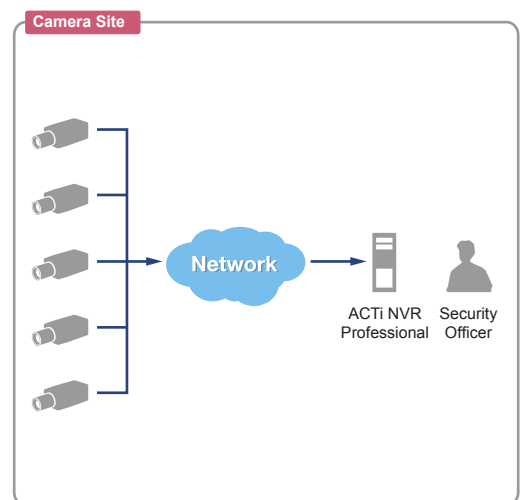 Camera Site
Network
ACTi NVR
Professional
Security
Officer